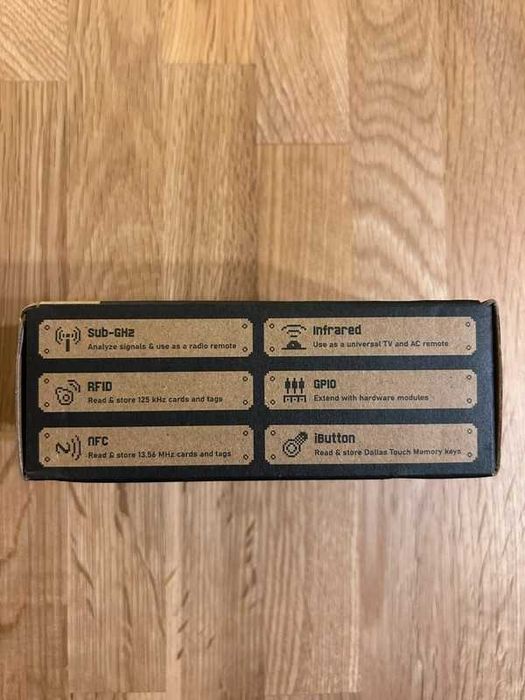 Sub-GHz
Analyze signals & use as a radio remote
Infrared
Use as a universal TV and AC remote
RFID
Read & store 125 kHz cards and tags
GPIO
Extend with hardware modules
NFC
Read & store 13.56 MHz cards and tags
iButton
Read & store Dallas Touch Memory keys